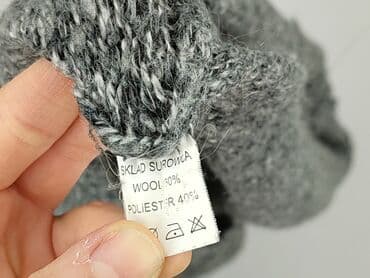 SKŁAD SUROWCA
WOOL 60%
POLIESTER 40%